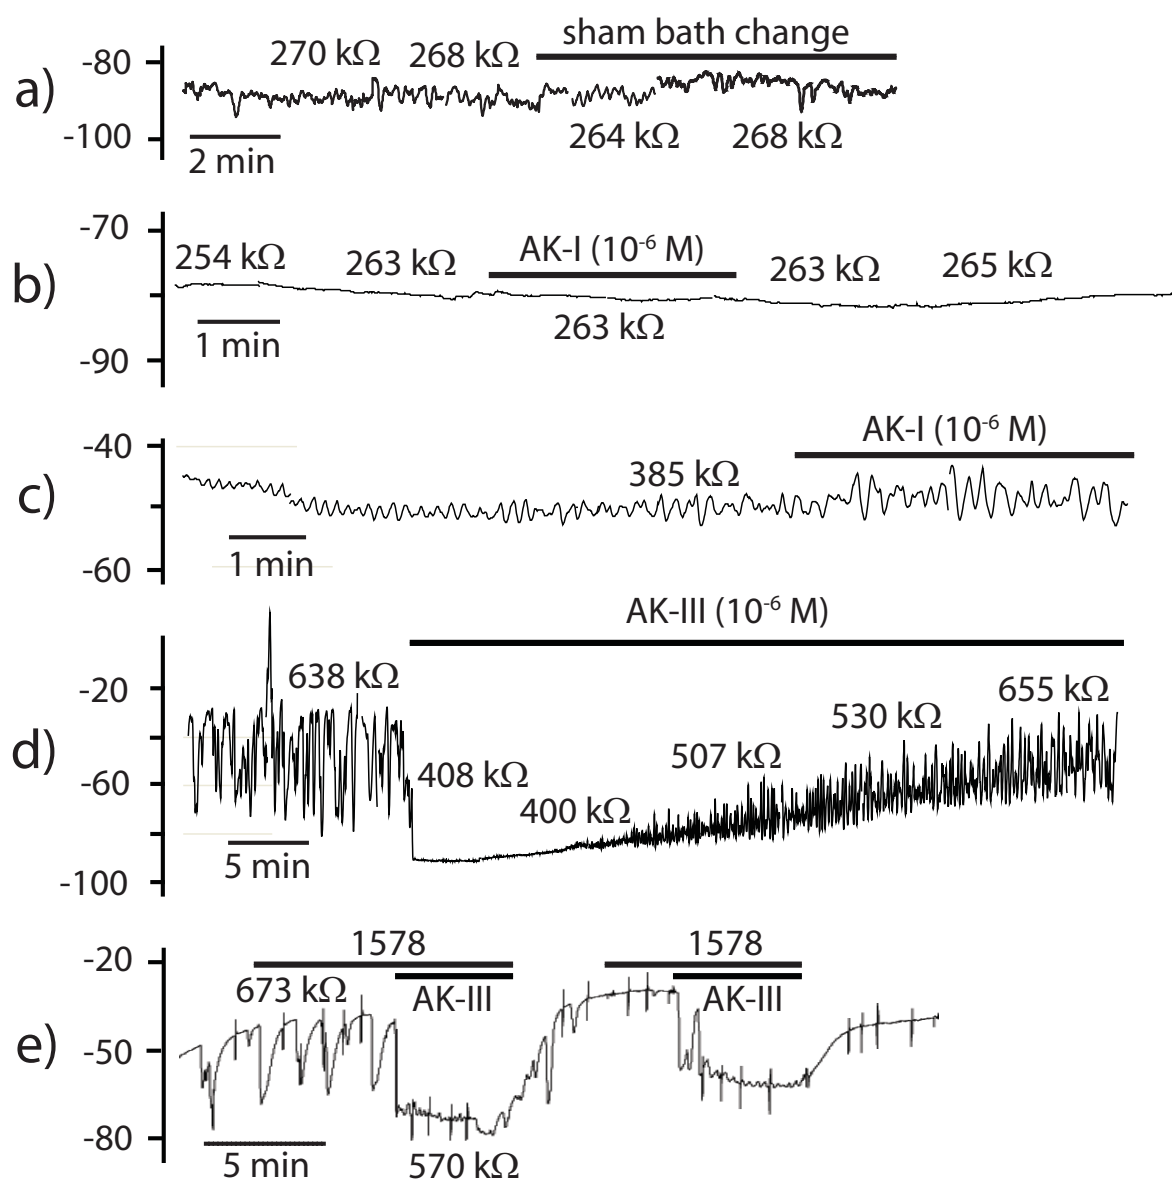 sham bath change
-80
270 kΩ 268 kΩ
a)
-100
264 kΩ 268 kΩ
2 min
-70
254 kΩ 263 kΩ AK-I (10⁻⁶ M) 263 kΩ 265 kΩ
b)
263 kΩ
1 min
-90
AK-I (10⁻⁶ M)
-40
385 kΩ
c)
1 min
-60
AK-III (10⁻⁶ M)
638 kΩ
-20
655 kΩ
530 kΩ
d)
507 kΩ
-60
408 kΩ
400 kΩ
5 min
-100
1578 1578
-20
673 kΩ AK-III AK-III
e)
-50
-80
5 min 570 kΩ